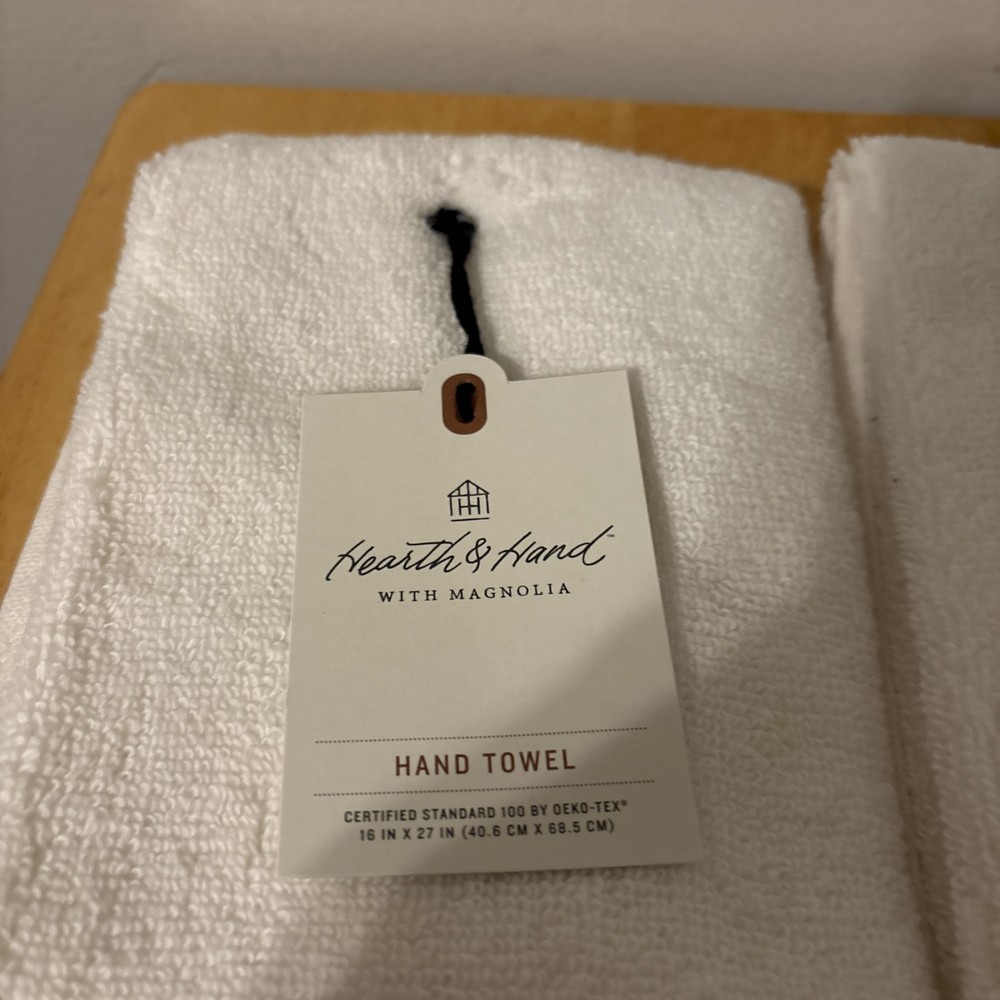 Hearth & Hand™
WITH MAGNOLIA
HAND TOWEL
CERTIFIED STANDARD 100 BY OEKO-TEX®
16 IN X 27 IN (40.6 CM X 68.5 CM)